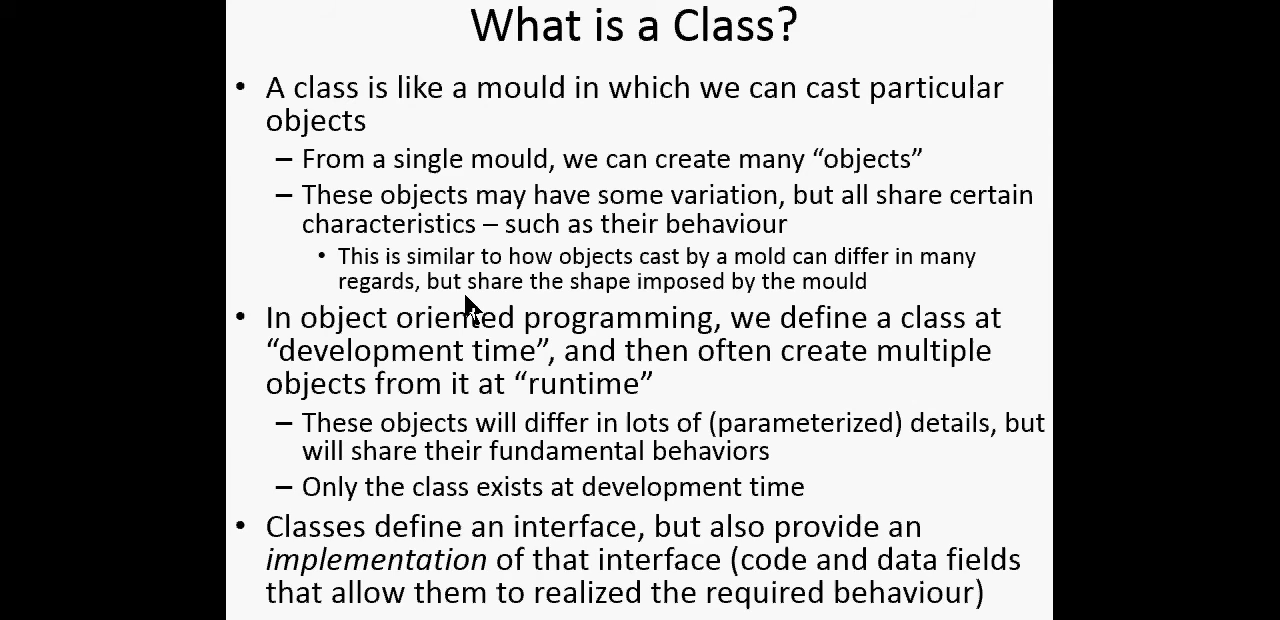 What is a Class?
• A class is like a mould in which we can cast particular
objects
– From a single mould, we can create many “objects”
– These objects may have some variation, but all share certain
characteristics – such as their behaviour
• This is similar to how objects cast by a mold can differ in many
regards, but share the shape imposed by the mould
• In object oriented programming, we define a class at
“development time”, and then often create multiple
objects from it at “runtime”
– These objects will differ in lots of (parameterized) details, but
will share their fundamental behaviors
– Only the class exists at development time
• Classes define an interface, but also provide an
implementation of that interface (code and data fields
that allow them to realized the required behaviour)